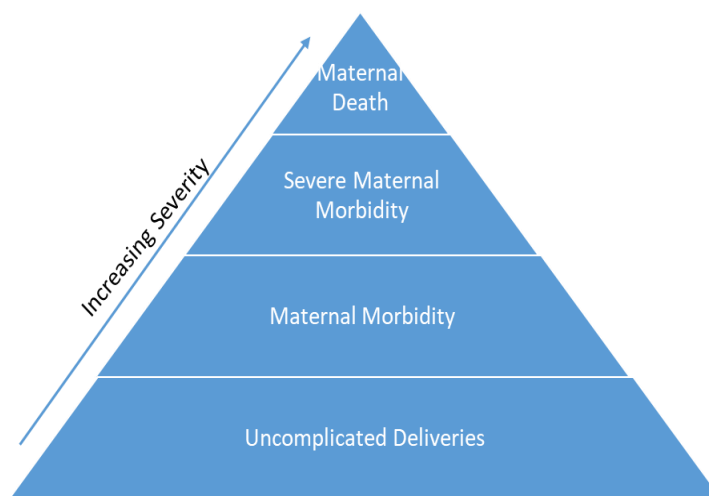 Maternal
Death
Severe Maternal
Morbidity
Increasing Severity
Maternal Morbidity
Uncomplicated Deliveries